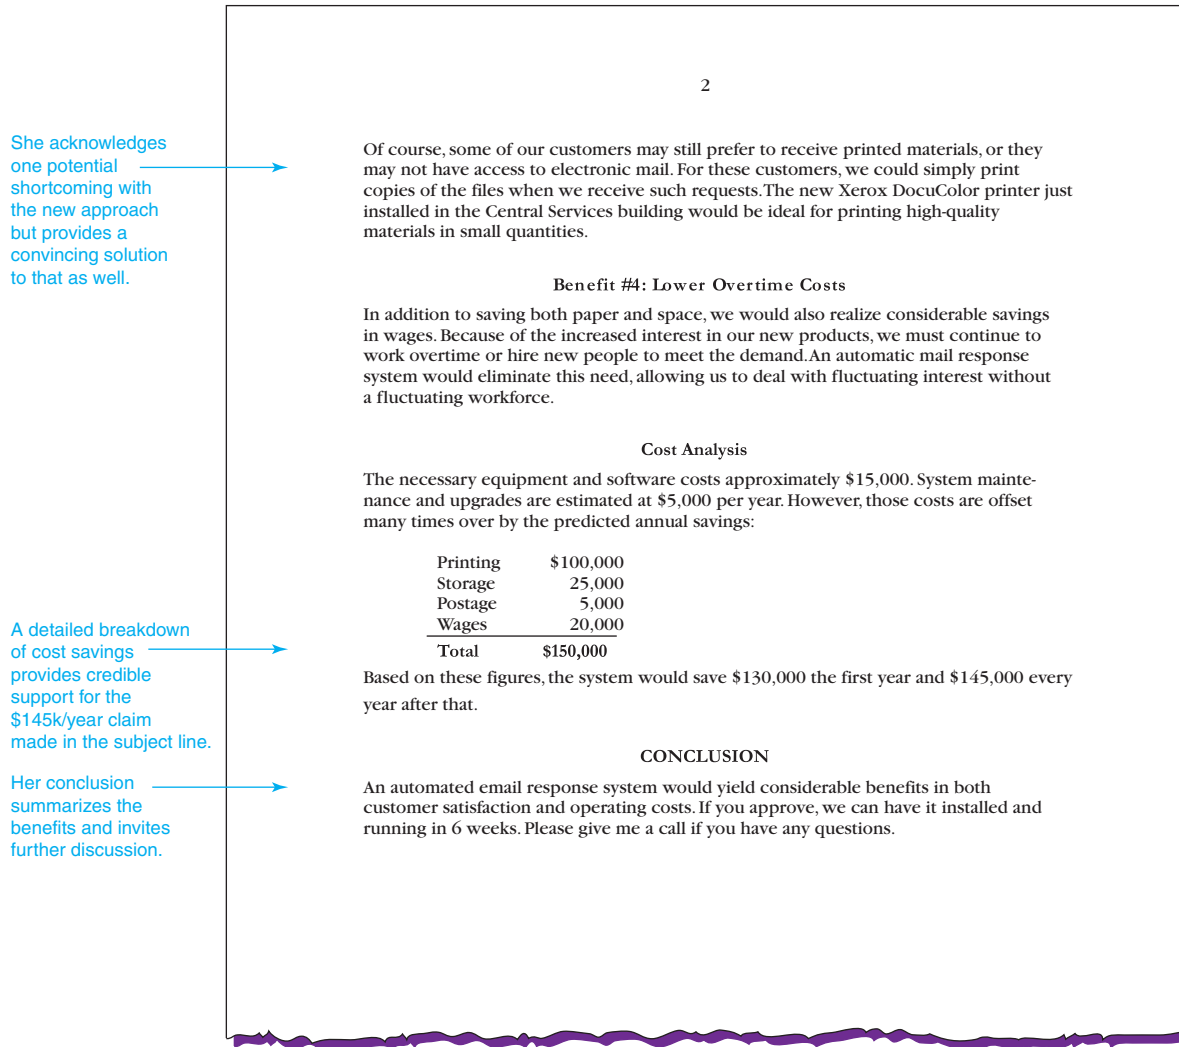 2
She acknowledges
one potential
shortcoming with
the new approach
but provides a
convincing solution
to that as well.
Of course, some of our customers may still prefer to receive printed materials, or they
may not have access to electronic mail. For these customers, we could simply print
copies of the files when we receive such requests. The new Xerox DocuColor printer just
installed in the Central Services building would be ideal for printing high-quality
materials in small quantities.
Benefit #4: Lower Overtime Costs
In addition to saving both paper and space, we would also realize considerable savings
in wages. Because of the increased interest in our new products, we must continue to
work overtime or hire new people to meet the demand. An automatic mail response
system would eliminate this need, allowing us to deal with fluctuating interest without
a fluctuating workforce.
Cost Analysis
The necessary equipment and software costs approximately $15,000. System mainte-
nance and upgrades are estimated at $5,000 per year. However, those costs are offset
many times over by the predicted annual savings:
Printing $100,000
Storage 25,000
Postage 5,000
Wages 20,000
Total $150,000
A detailed breakdown
of cost savings
provides credible
support for the
$145k/year claim
made in the subject line.
Based on these figures, the system would save $130,000 the first year and $145,000 every
year after that.
CONCLUSION
Her conclusion
summarizes the
benefits and invites
further discussion.
An automated email response system would yield considerable benefits in both
customer satisfaction and operating costs. If you approve, we can have it installed and
running in 6 weeks. Please give me a call if you have any questions.